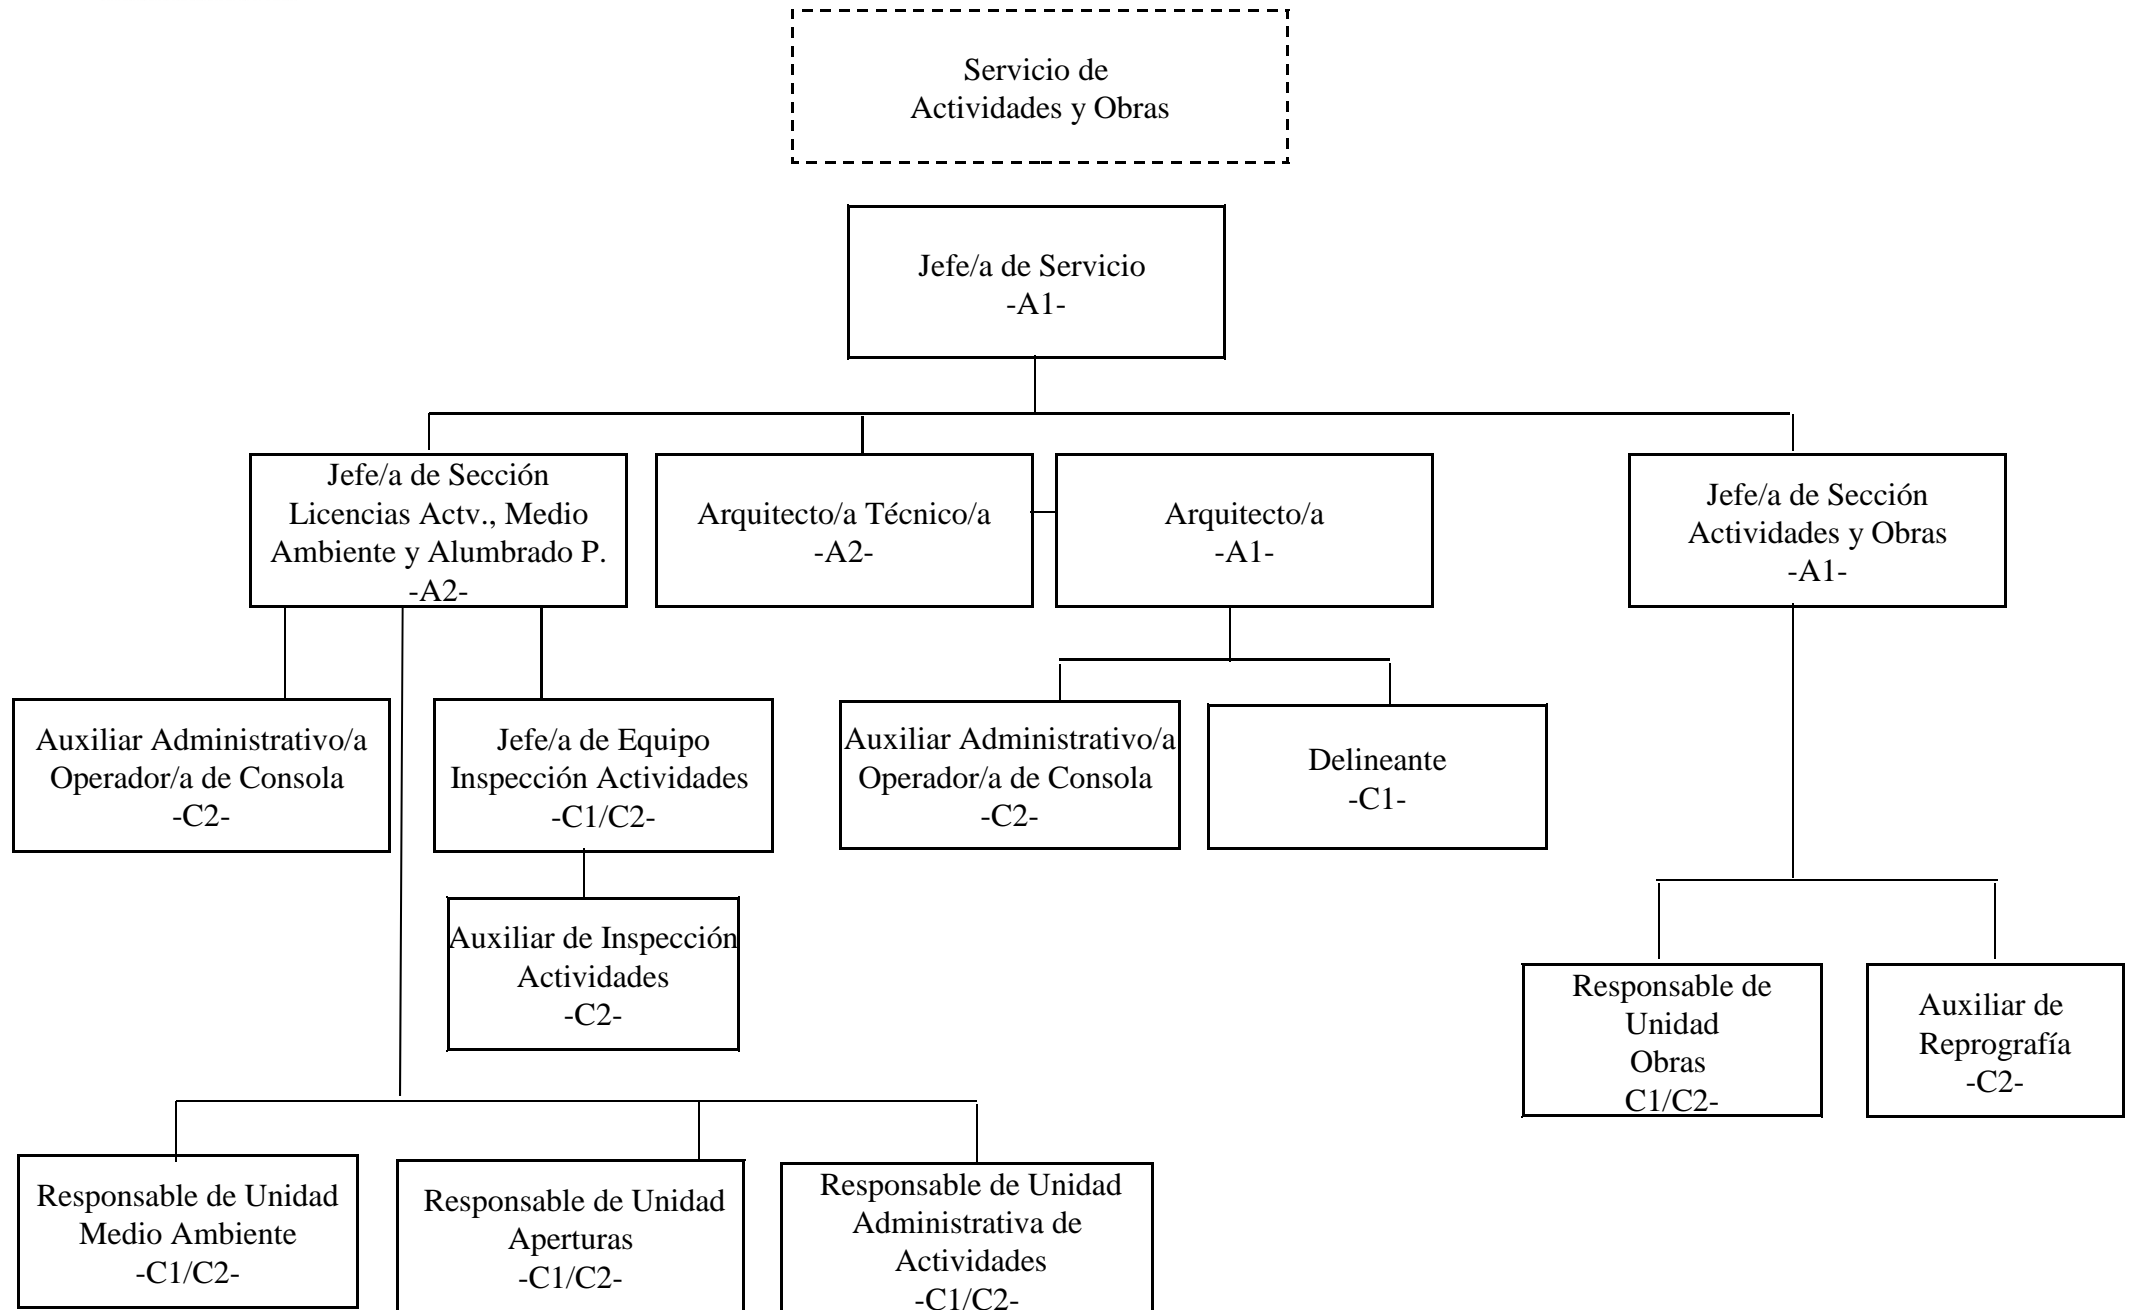 Servicio de
Actividades y Obras
Jefe/a de Servicio
-A1-
Jefe/a de Sección
Licencias Actv., Medio
Ambiente y Alumbrado P.
-A2-
Arquitecto/a Técnico/a
-A2-
Arquitecto/a
-A1-
Jefe/a de Sección
Actividades y Obras
-A1-
Auxiliar Administrativo/a
Operador/a de Consola
-C2-
Jefe/a de Equipo
Inspección Actividades
-C1/C2-
Auxiliar Administrativo/a
Operador/a de Consola
-C2-
Delineante
-C1-
Auxiliar de Inspección
Actividades
-C2-
Responsable de
Unidad
Obras
C1/C2-
Auxiliar de
Reprografía
-C2-
Responsable de Unidad
Medio Ambiente
-C1/C2-
Responsable de Unidad
Aperturas
-C1/C2-
Responsable de Unidad
Administrativa de
Actividades
-C1/C2-